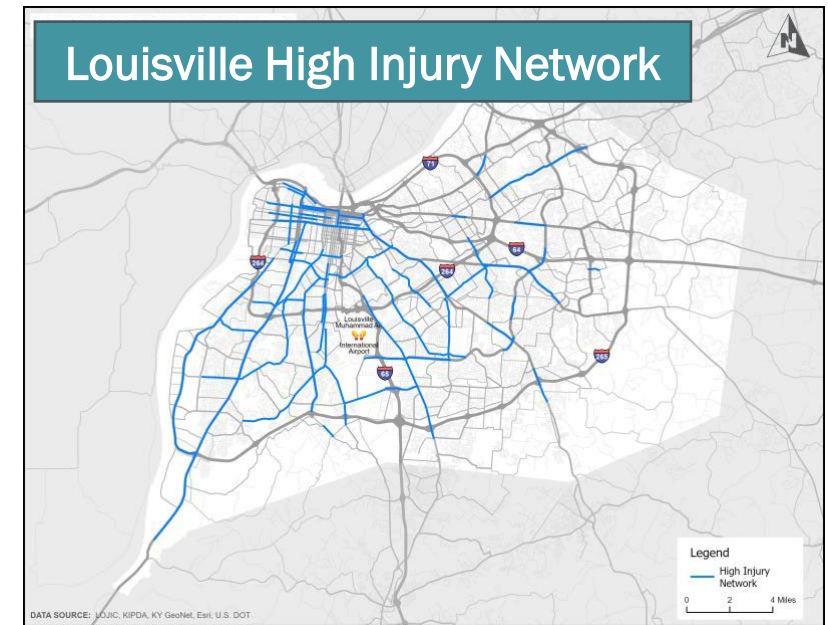 Louisville High Injury Network
N
71
64
264
264
Louisville
Muhammad Ali
International
Airport
265
65
Legend
High Injury
Network
0 2 4 Miles
DATA SOURCE: LOJIC, KIPDA, KY GeoNet, Esri, U.S. DOT